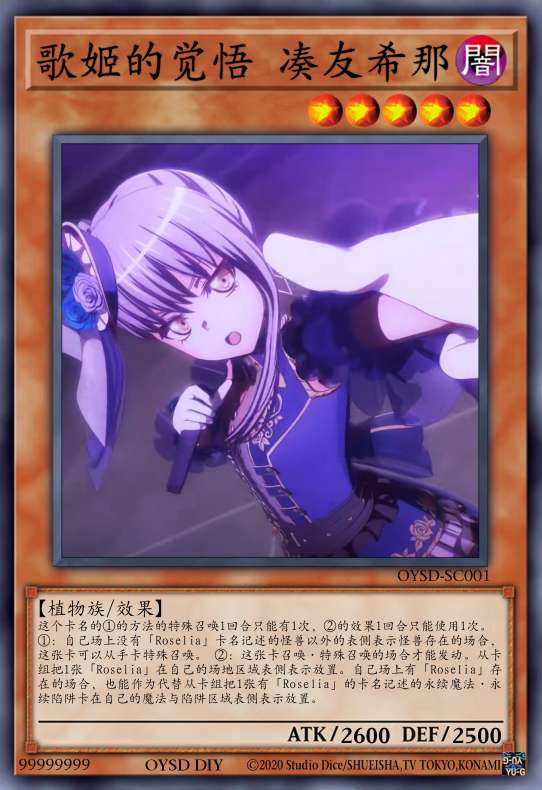 歌姬的觉悟 凑友希那
闇
OYSD-SC001
【植物族/效果】
这个卡名的①的方法的特殊召唤1回合只能有1次，②的效果1回合只能使用1次。
①：自己场上没有「Roselia」卡名记述的怪兽以外的表侧表示怪兽存在的场合，
这张卡可以从手卡特殊召唤。 ②：这张卡召唤·特殊召唤的场合才能发动。从卡
组把1张「Roselia」在自己的场地区域表侧表示放置。自己场上有「Roselia」存
在的场合，也能作为代替从卡组把1张有「Roselia」的卡名记述的永续魔法·永
续陷阱卡在自己的魔法与陷阱区域表侧表示放置。
ATK/2600 DEF/2500
99999999 OYSD DIY ©2020 Studio Dice/SHUEISHA,TV TOKYO,KONAMI